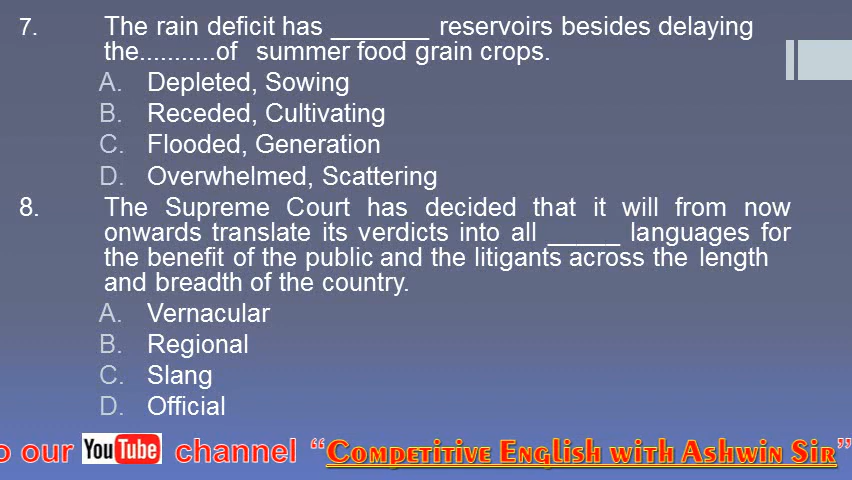 7. The rain deficit has _______ reservoirs besides delaying
the...........of summer food grain crops.
A. Depleted, Sowing
B. Receded, Cultivating
C. Flooded, Generation
D. Overwhelmed, Scattering
8. The Supreme Court has decided that it will from now
onwards translate its verdicts into all _____ languages for
the benefit of the public and the litigants across the length
and breadth of the country.
A. Vernacular
B. Regional
C. Slang
D. Official
o our YouTube channel “Competitive English with Ashwin Sir”